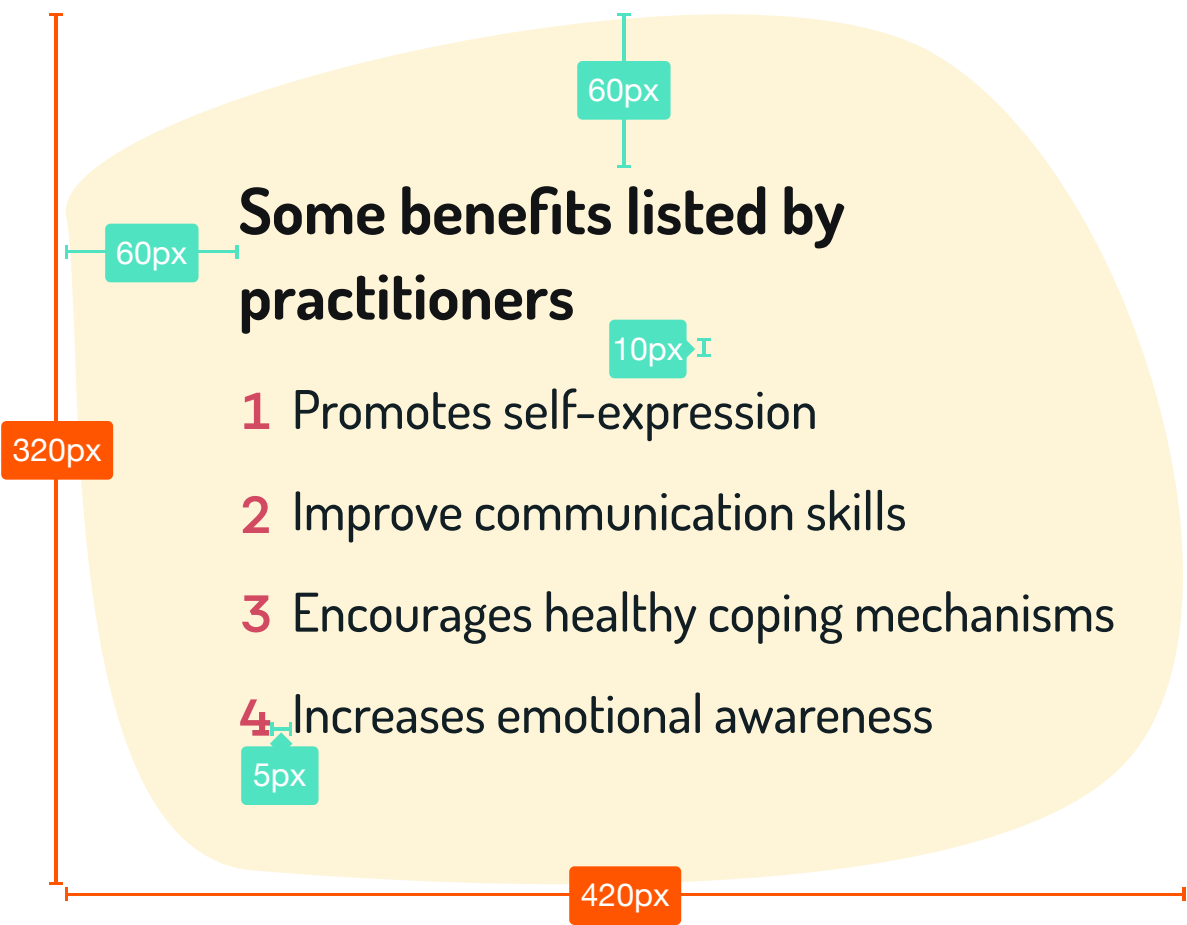 60px
Some benefits listed by
60px
practitioners
10px
1 Promotes self-expression
320px
2 Improve communication skills
3 Encourages healthy coping mechanisms
4 Increases emotional awareness
5px
420px